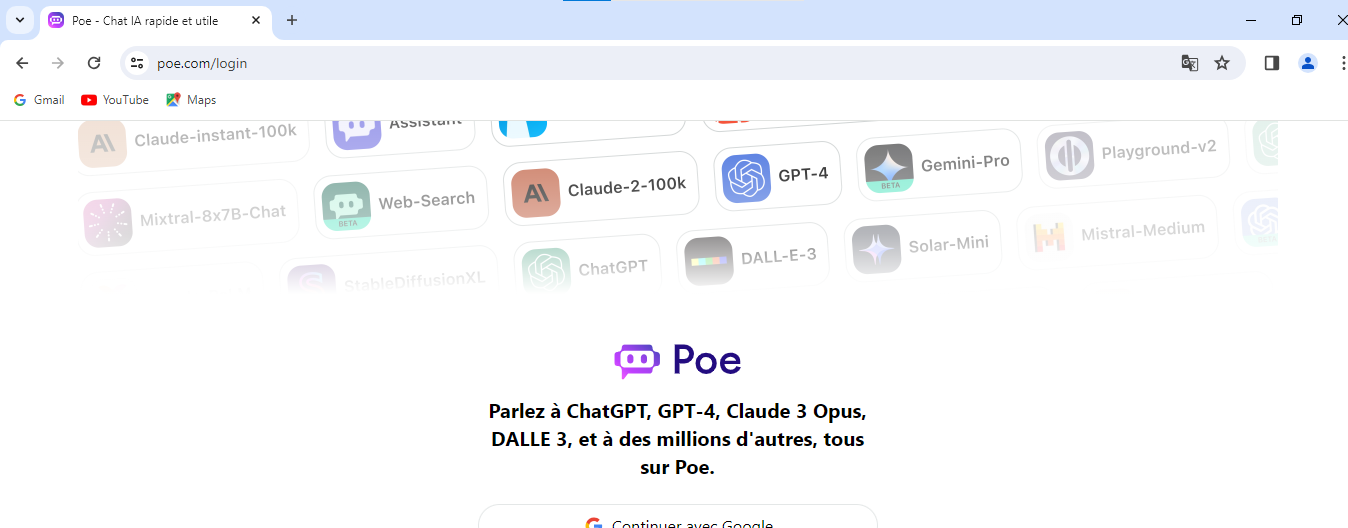 Poe - Chat IA rapide et utile
poe.com/login
Gmail YouTube Maps
Claude-instant-100k Assistant
Mixtral-8x7B-Chat Web-Search BETA Claude-2-100k GPT-4 Gemini-Pro BETA Playground-v2
StableDiffusionXL ChatGPT DALL-E-3 Solar-Mini Mistral-Medium
Poe
Parlez à ChatGPT, GPT-4, Claude 3 Opus,
DALLE 3, et à des millions d'autres, tous
sur Poe.
Continuer avec Google